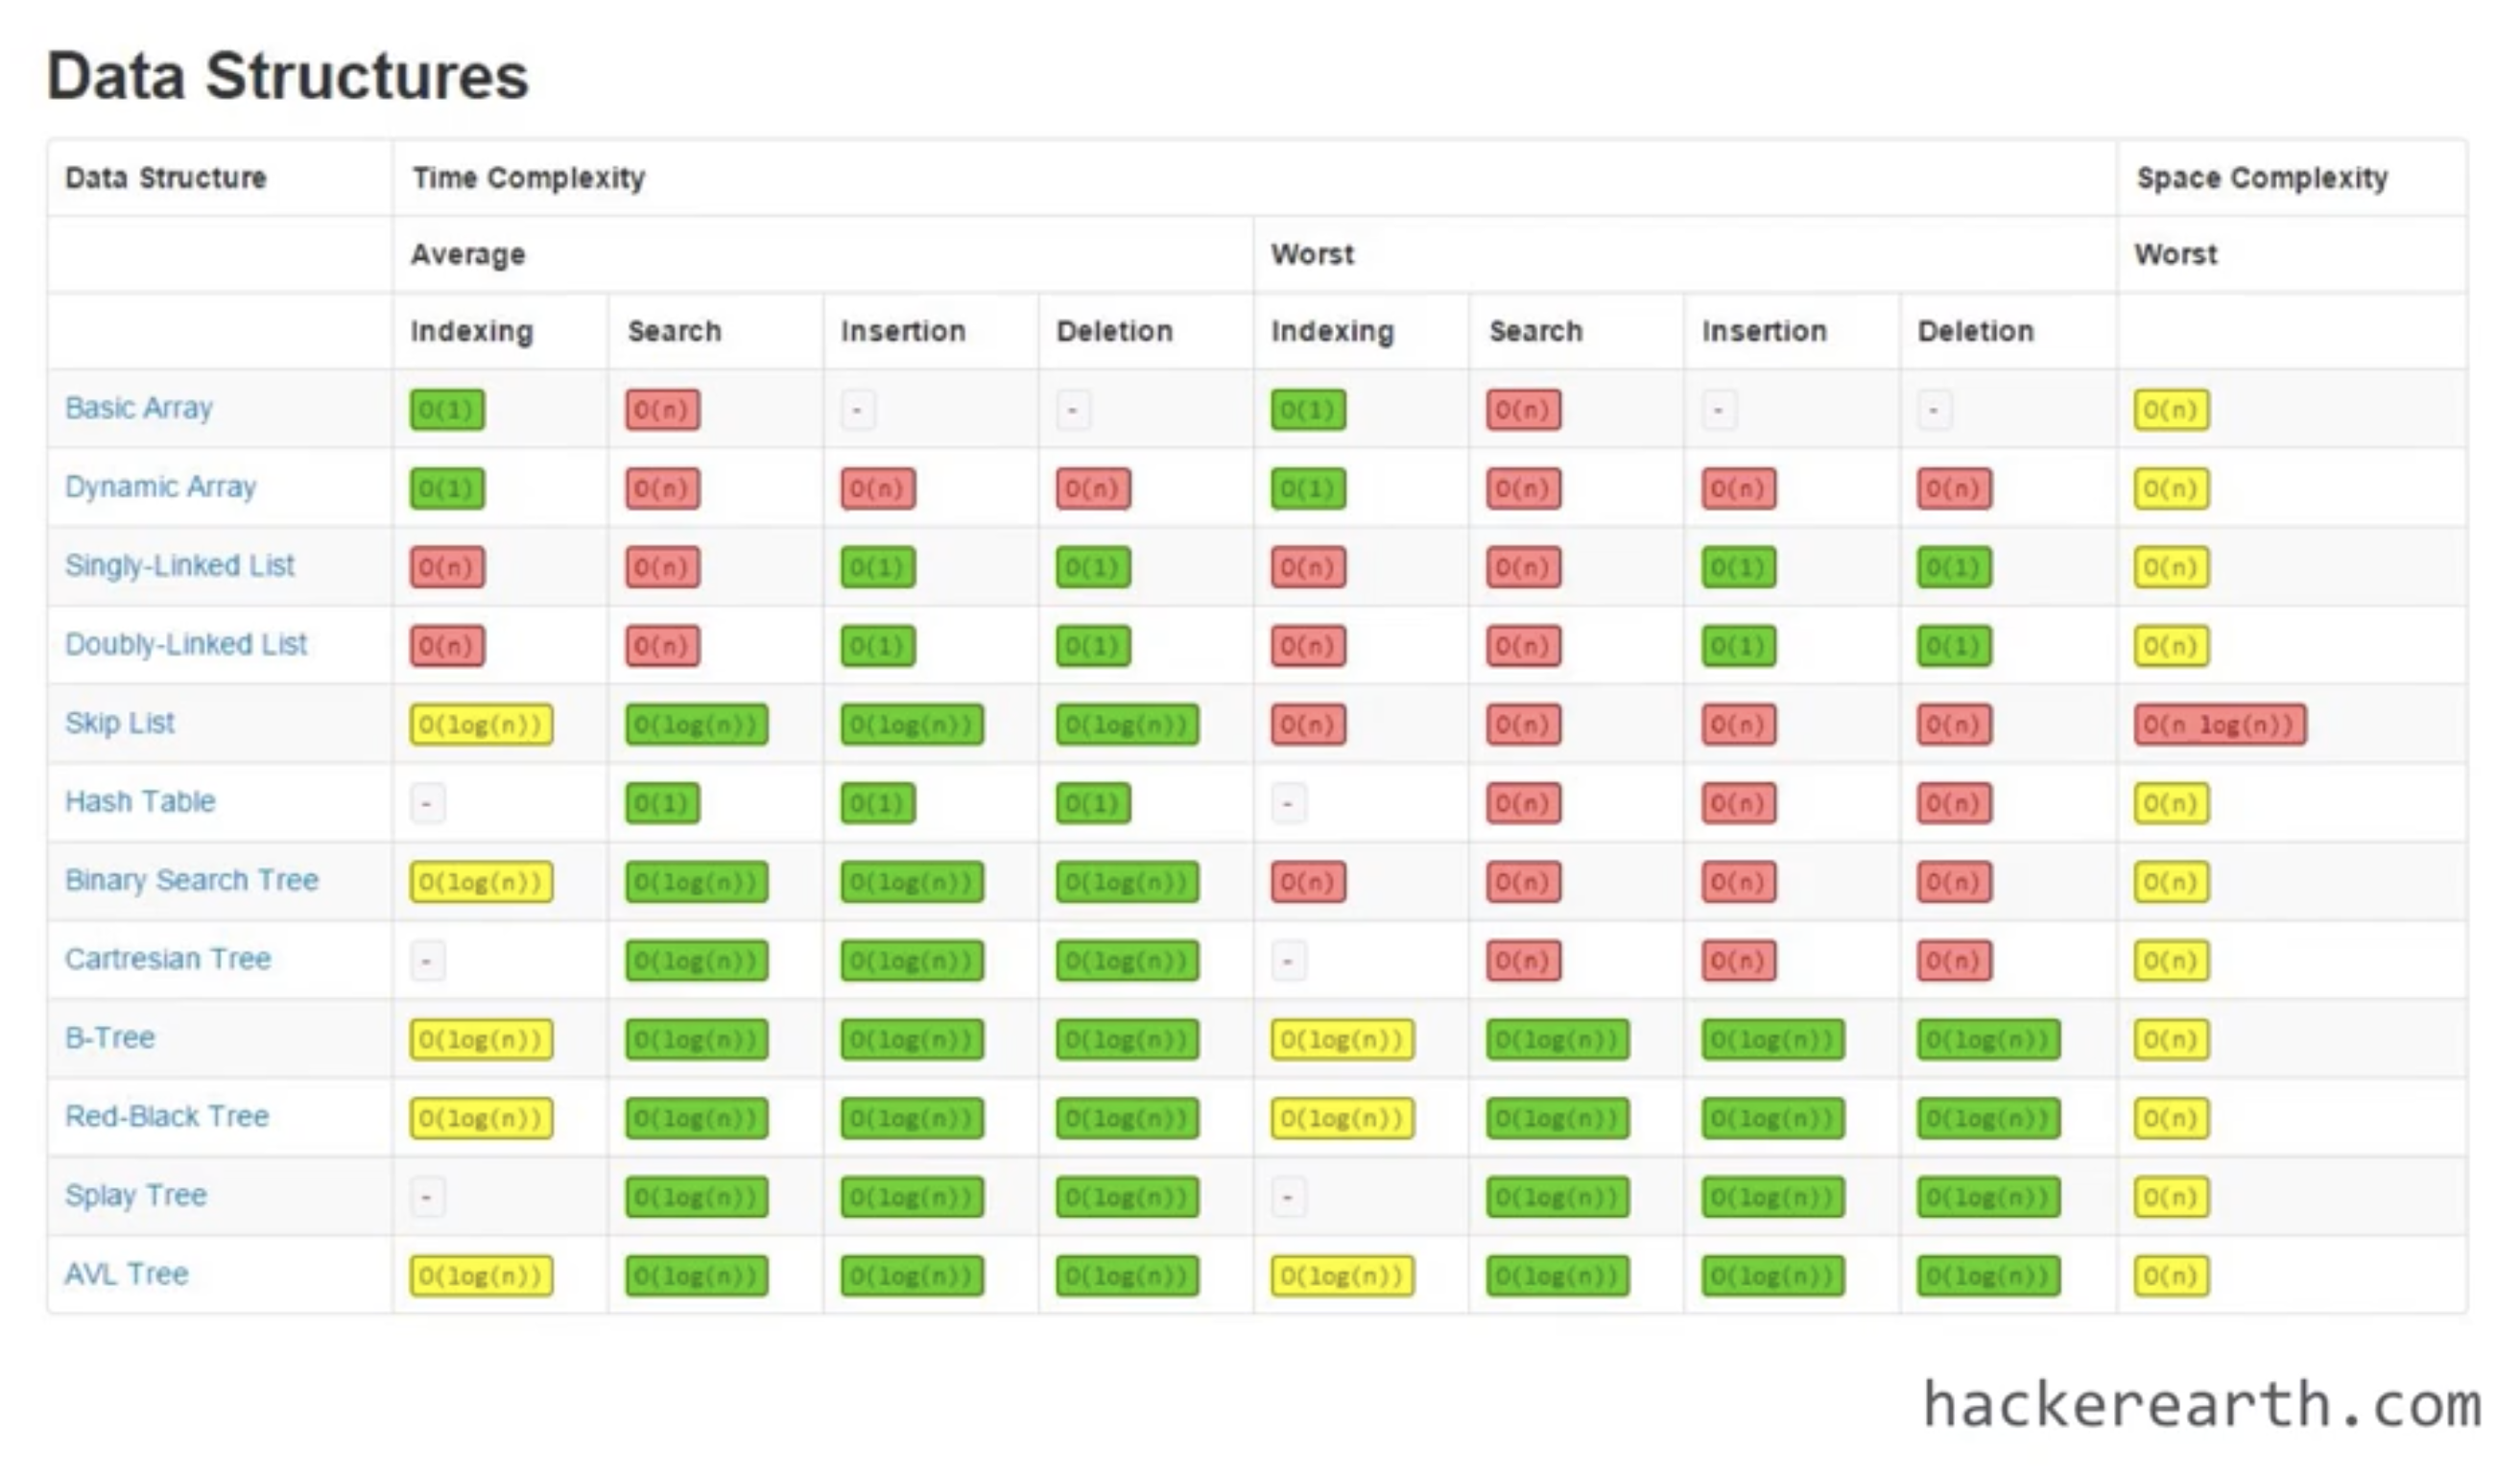 Data Structures
Data Structure Time Complexity Space Complexity
Average Worst Worst
Indexing Search Insertion Deletion Indexing Search Insertion Deletion
Basic Array O(1) O(n) - - O(1) O(n) - - O(n)
Dynamic Array O(1) O(n) O(n) O(n) O(1) O(n) O(n) O(n) O(n)
Singly-Linked List O(n) O(n) O(1) O(1) O(n) O(n) O(1) O(1) O(n)
Doubly-Linked List O(n) O(n) O(1) O(1) O(n) O(n) O(1) O(1) O(n)
Skip List O(log(n)) O(log(n)) O(log(n)) O(log(n)) O(n) O(n) O(n) O(n) O(n log(n))
Hash Table - O(1) O(1) O(1) - O(n) O(n) O(n) O(n)
Binary Search Tree O(log(n)) O(log(n)) O(log(n)) O(log(n)) O(n) O(n) O(n) O(n) O(n)
Cartresian Tree - O(log(n)) O(log(n)) O(log(n)) - O(n) O(n) O(n) O(n)
B-Tree O(log(n)) O(log(n)) O(log(n)) O(log(n)) O(log(n)) O(log(n)) O(log(n)) O(log(n)) O(n)
Red-Black Tree O(log(n)) O(log(n)) O(log(n)) O(log(n)) O(log(n)) O(log(n)) O(log(n)) O(log(n)) O(n)
Splay Tree - O(log(n)) O(log(n)) O(log(n)) - O(log(n)) O(log(n)) O(log(n)) O(n)
AVL Tree O(log(n)) O(log(n)) O(log(n)) O(log(n)) O(log(n)) O(log(n)) O(log(n)) O(log(n)) O(n)
hackerearth.com